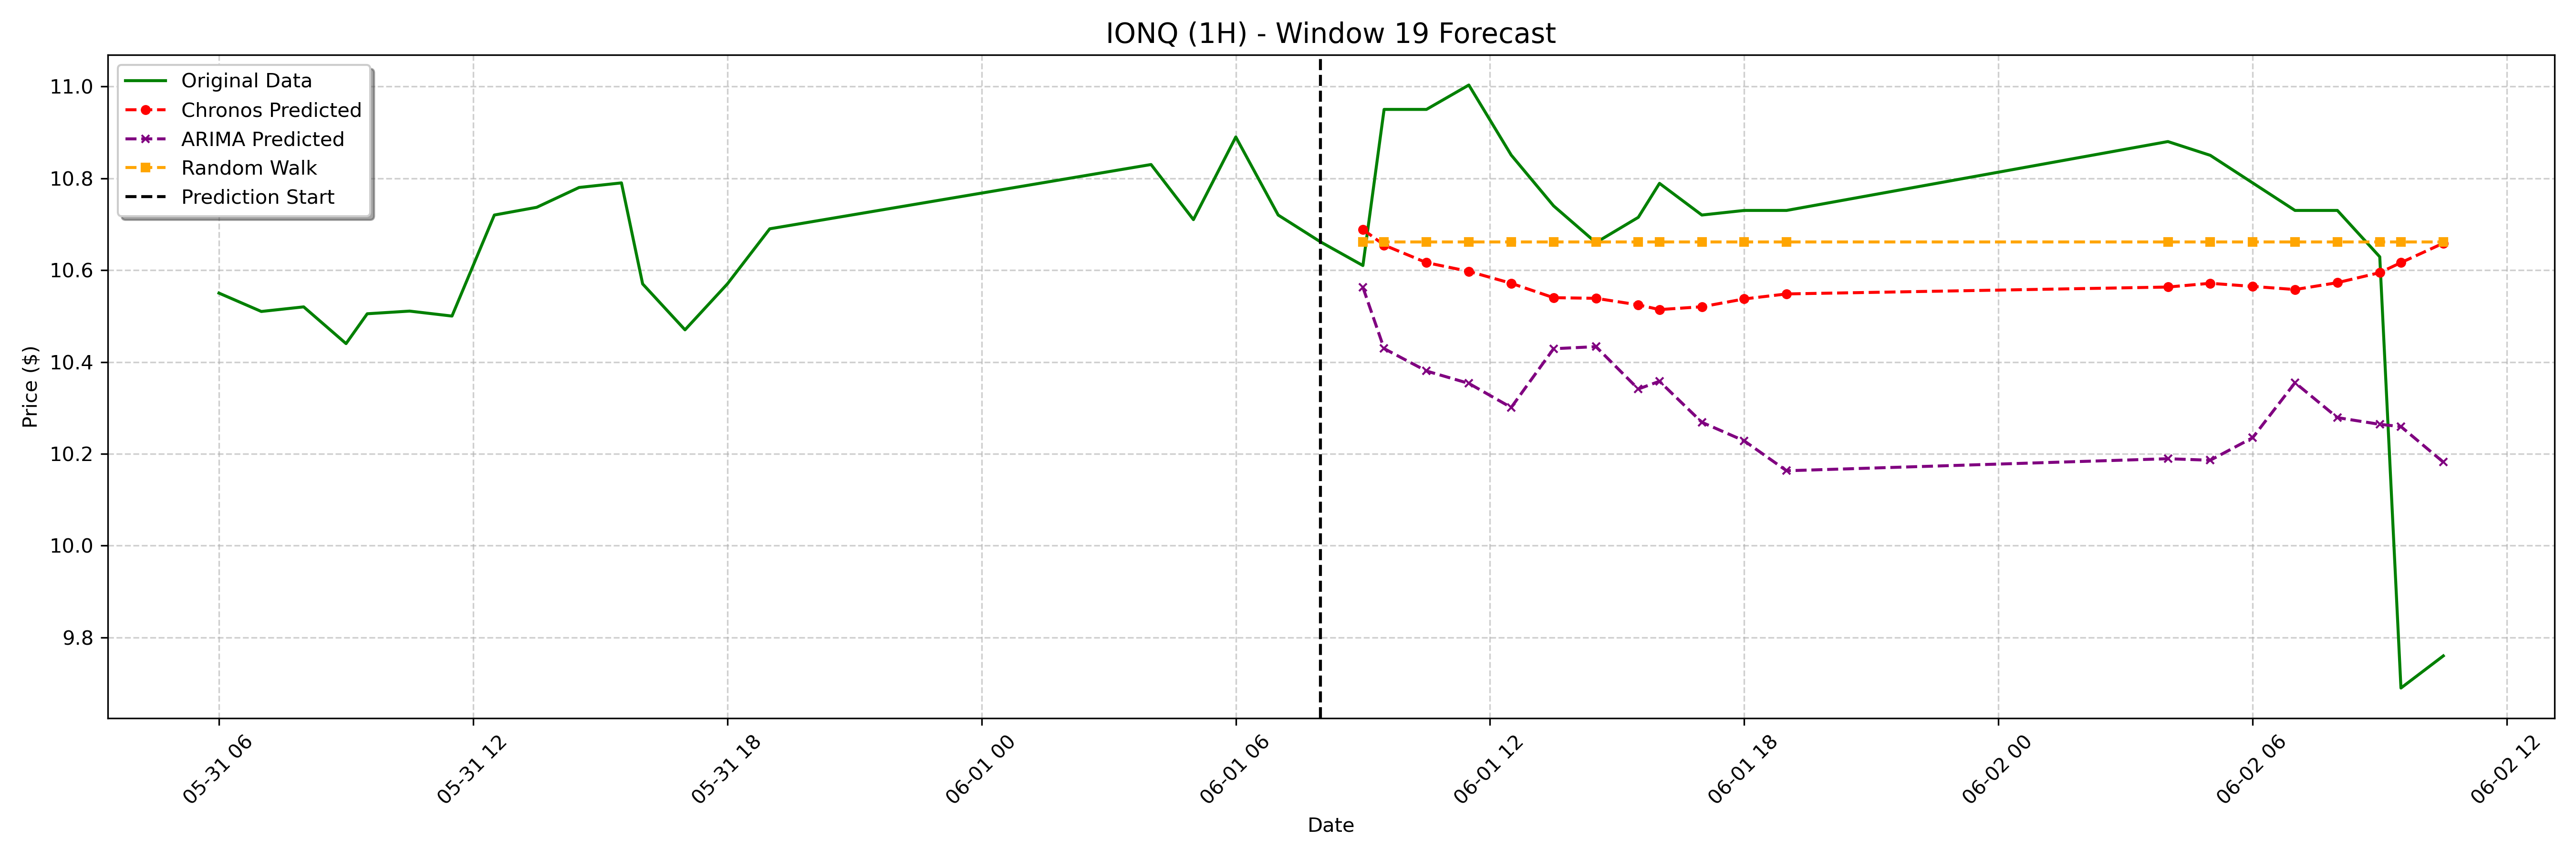 IONQ (1H) - Window 19 Forecast
Original Data
Chronos Predicted
ARIMA Predicted
Random Walk
Prediction Start
Price ($)
11.0
10.8
10.6
10.4
10.2
10.0
9.8
05-31 06
05-31 12
05-31 18
06-01 00
06-01 06
06-01 12
06-01 18
06-02 00
06-02 06
06-02 12
Date